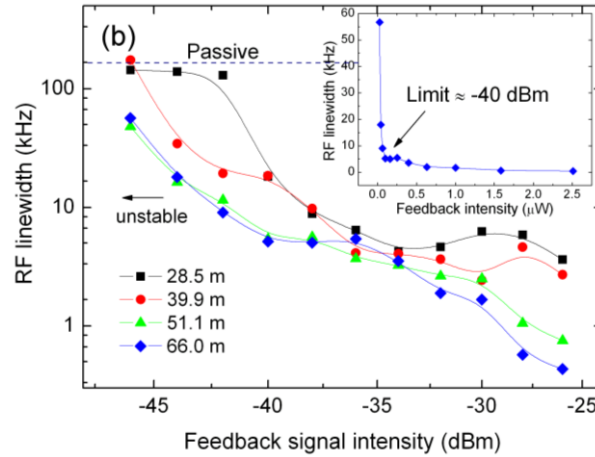 (b)
Passive
100
10
1
RF linewidth (kHz)
unstable
28.5 m
39.9 m
51.1 m
66.0 m
-45
-40
-35
-30
-25
Feedback signal intensity (dBm)
60
50
40
30
20
10
0
RF linewidth (kHz)
Limit ≈ -40 dBm
0.0 0.5 1.0 1.5 2.0 2.5
Feedback intensity (μW)